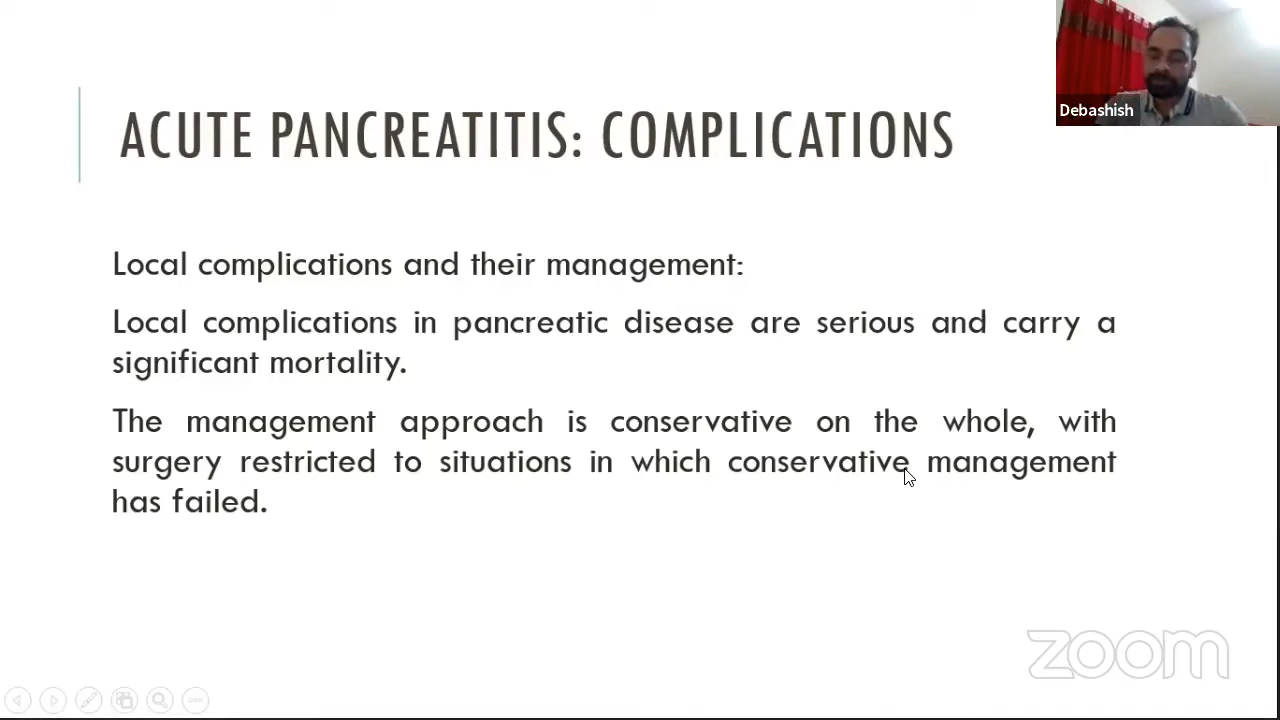 Debashish
ACUTE PANCREATITIS: COMPLICATIONS
Local complications and their management:
Local complications in pancreatic disease are serious and carry a
significant mortality.
The management approach is conservative on the whole, with
surgery restricted to situations in which conservative management
has failed.
zoom